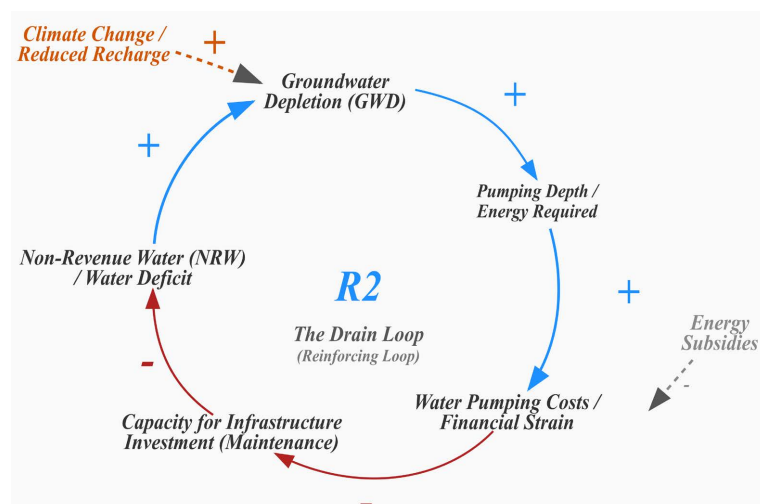 Climate Change /
Reduced Recharge
+
Groundwater
Depletion (GWD)
+
+
Pumping Depth /
Energy Required
Non-Revenue Water (NRW)
/ Water Deficit
R2
+
The Drain Loop
(Reinforcing Loop)
Energy
Subsidies
-
-
Water Pumping Costs /
Financial Strain
Capacity for Infrastructure
Investment (Maintenance)